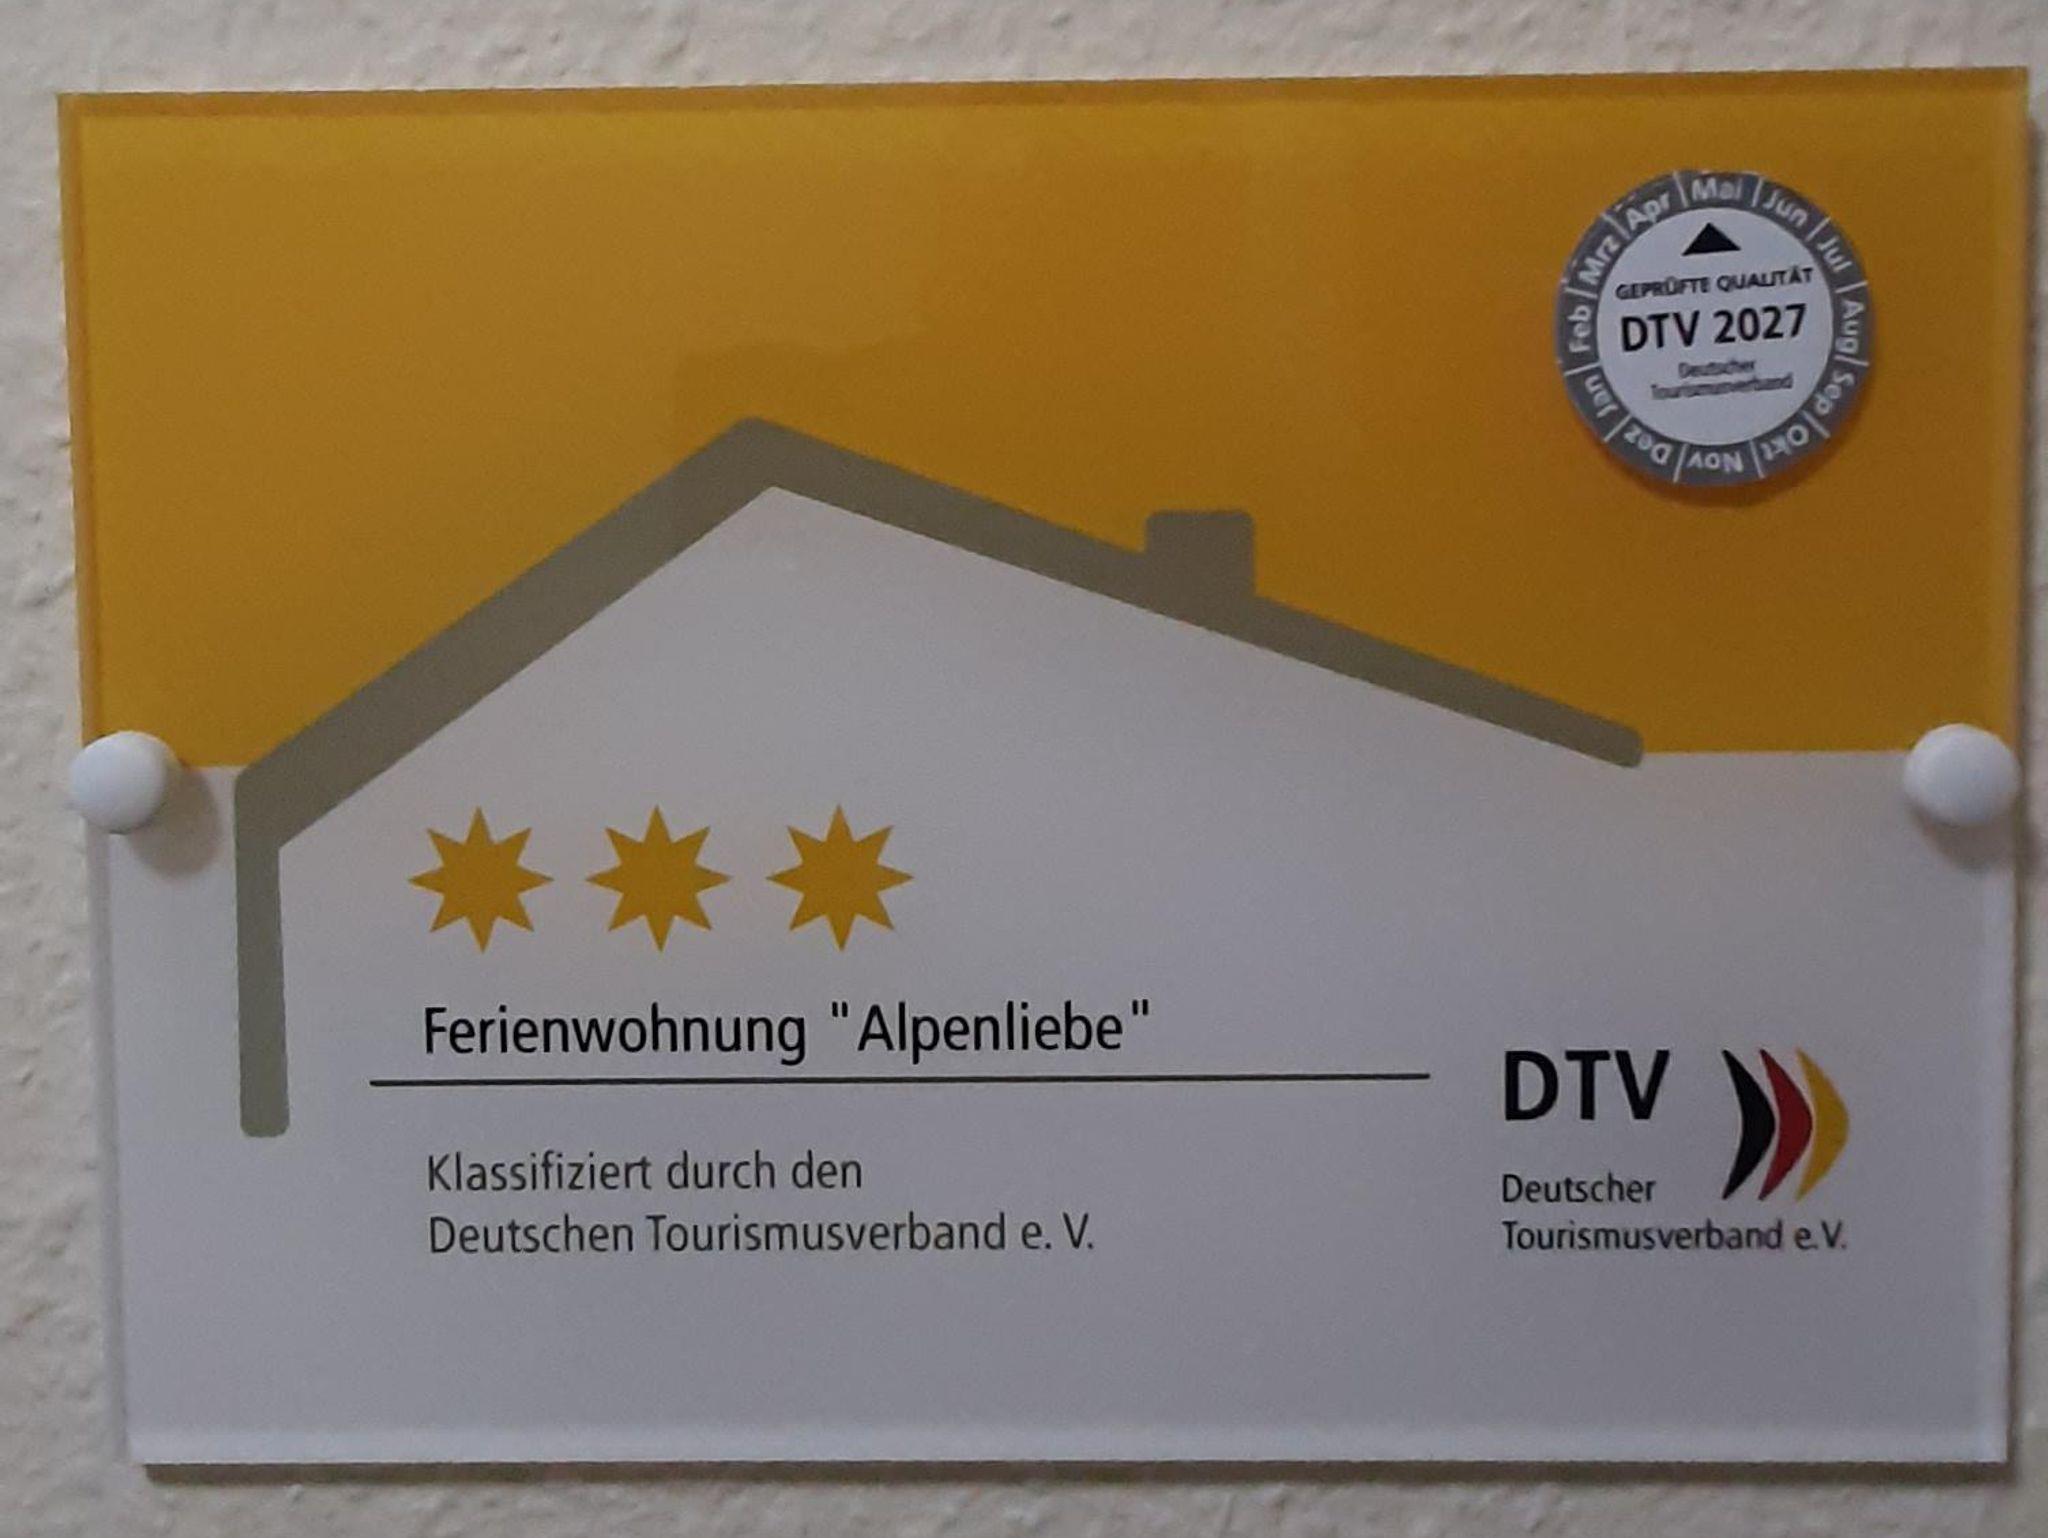 Jan | Feb | Mrz | Apr | Mai | Jun | Jul | Aug | Sep | Okt | Nov | Dez
GEPRÜFTE QUALITÄT
DTV 2027
Deutscher
Tourismusverband
Ferienwohnung "Alpenliebe"
Klassifiziert durch den
Deutschen Tourismusverband e. V.
DTV
Deutscher
Tourismusverband e. V.